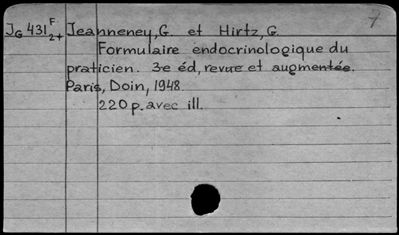 7
JG 431 F 2+ Jeanneney, G. et Hirtz, G.
Formulaire endocrinologique du
praticien. 3e éd, revue et augmentée.
Paris, Doin, 1948.
220 p. avec ill.